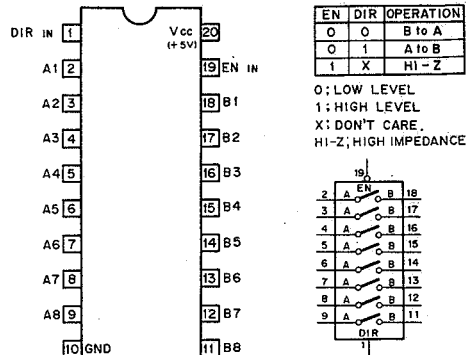 DIR IN 1
Vcc 20
(+5V)
A1 2
19 EN IN
A2 3
18 B1
A3 4
17 B2
A4 5
16 B3
A5 6
15 B4
A6 7
14 B5
A7 8
13 B6
A8 9
12 B7
10 GND
11 B8
EN DIR OPERATION
0 0 B to A
0 1 A to B
1 X HI-Z
0; LOW LEVEL
1; HIGH LEVEL
X; DON'T CARE.
HI-Z; HIGH IMPEDANCE
19
EN
2 A B 18
3 A B 17
4 A B 16
5 A B 15
6 A B 14
7 A B 13
8 A B 12
9 A B 11
DIR
1